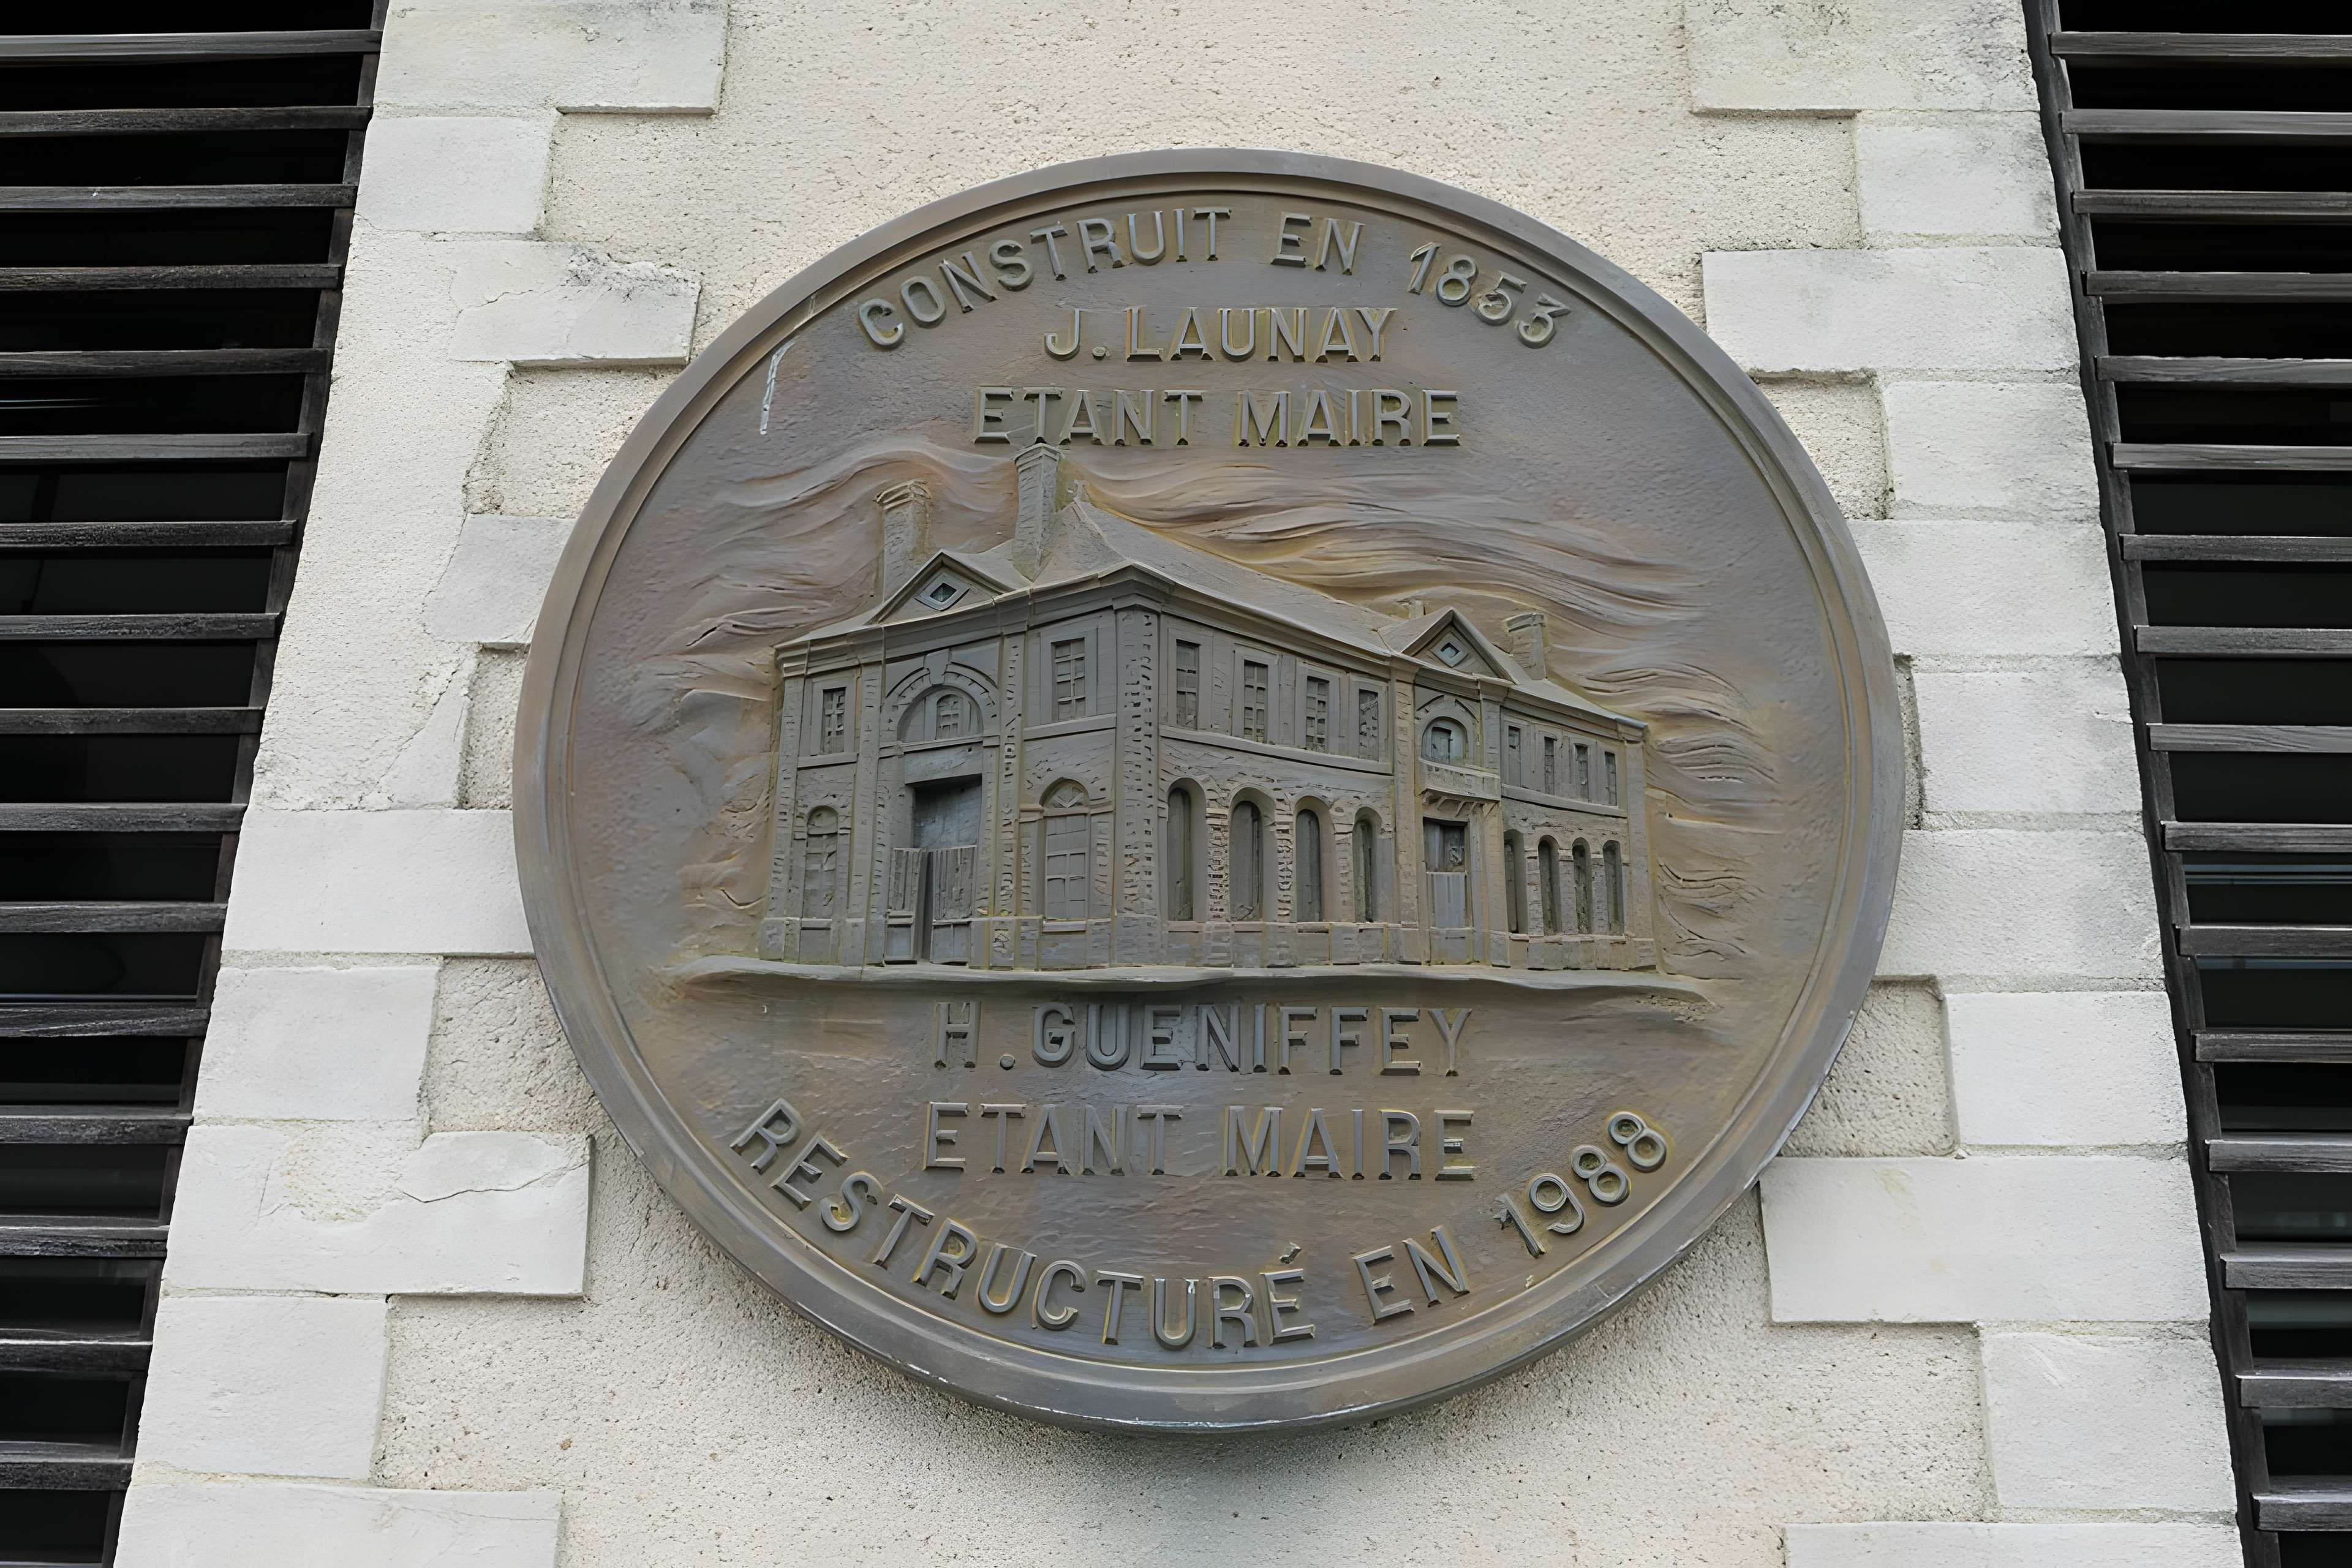 CONSTRUIT EN 1853
J. LAUNAY
ETANT MAIRE
H. GUENIFFEY
ETANT MAIRE
RESTRUCTURÉ EN 1988